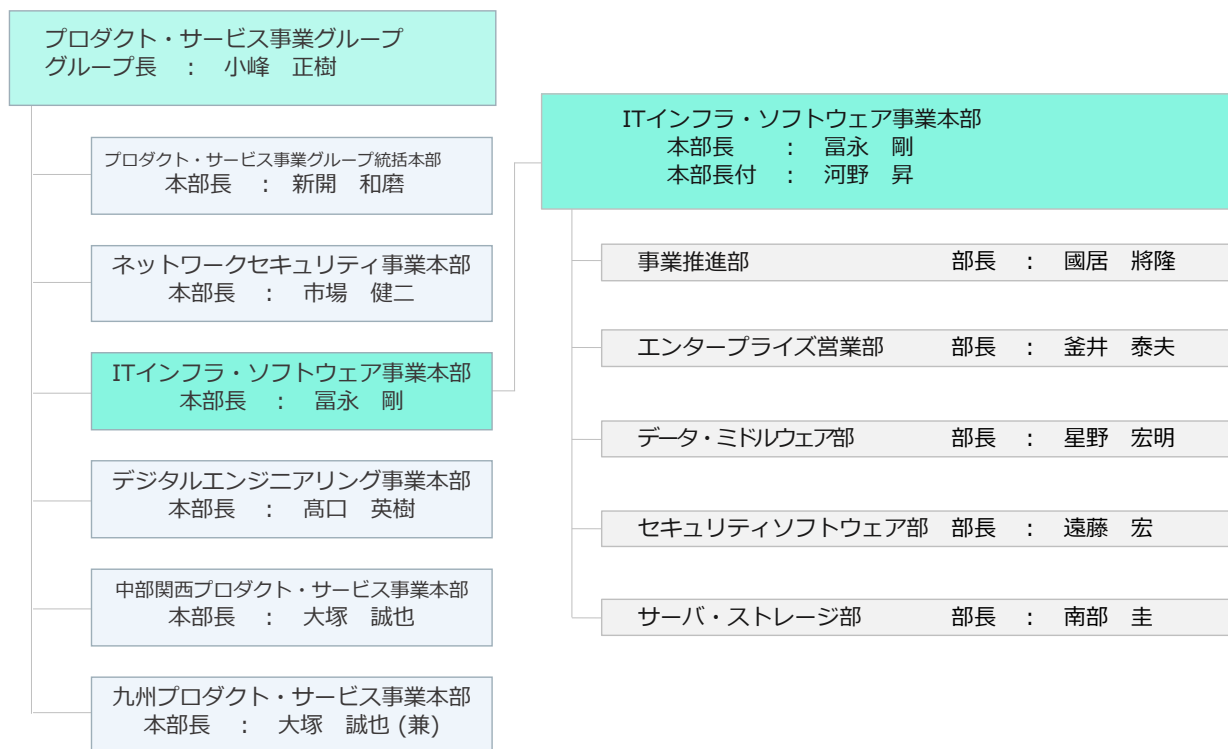 プロダクト・サービス事業グループ
グループ長　：　小峰　正樹
プロダクト・サービス事業グループ統括本部
本部長　：　新開　和磨
ネットワークセキュリティ事業本部
本部長　：　市場　健二
ITインフラ・ソフトウェア事業本部
本部長　：　冨永　剛
デジタルエンジニアリング事業本部
本部長　：　髙口　英樹
中部関西プロダクト・サービス事業本部
本部長　：　大塚　誠也
九州プロダクト・サービス事業本部
本部長　：　大塚　誠也 (兼)
ITインフラ・ソフトウェア事業本部
本部長　：　冨永　剛
本部長付　：　河野　昇
事業推進部　部長　：　國居　將隆
エンタープライズ営業部　部長　：　釜井　泰夫
データ・ミドルウェア部　部長　：　星野　宏明
セキュリティソフトウェア部　部長　：　遠藤　宏
サーバ・ストレージ部　部長　：　南部　圭